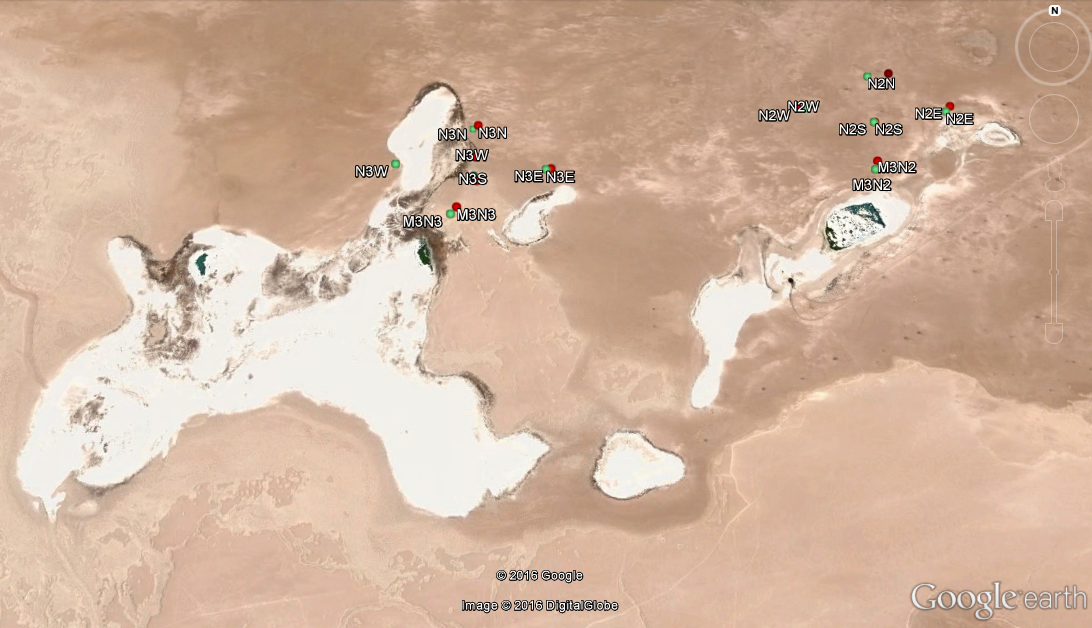 N
N2N
N2W
N2W
N2E
N2E
N2S
N2S
N3N
N3N
N3W
N3W
M3N2
M3N2
N3S
N3E
N3E
M3N3
M3N3
© 2016 Google
Image © 2016 DigitalGlobe
Google earth